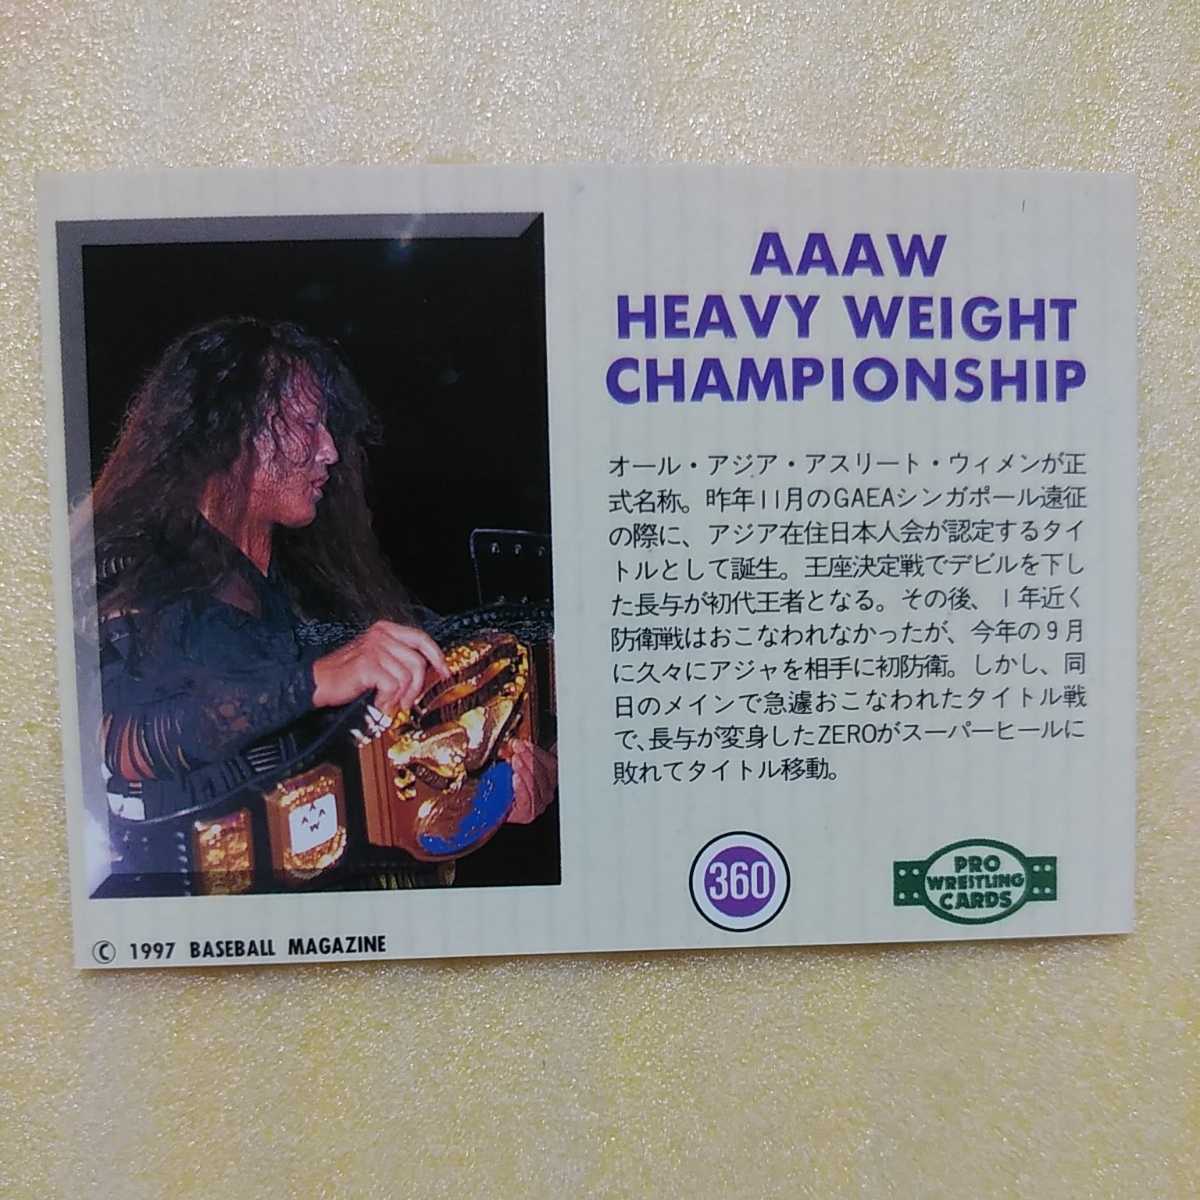 AAAW
HEAVY WEIGHT
CHAMPIONSHIP
オール・アジア・アスリート・ウィメンが正
式名称。昨年11月のGAEAシンガポール遠征
の際に、アジア在住日本人会が認定するタイ
トルとして誕生。王座決定戦でデビルを下し
た長与が初代王者となる。その後、1年近く
防衛戦はおこなわれなかったが、今年の9月
に久々にアジャを相手に初防衛。しかし、同
日のメインで急遽おこなわれたタイトル戦
で、長与が変身したZEROがスーパーヒールに
敗れてタイトル移動。
360
PRO
WRESTLING
CARDS
© 1997 BASEBALL MAGAZINE